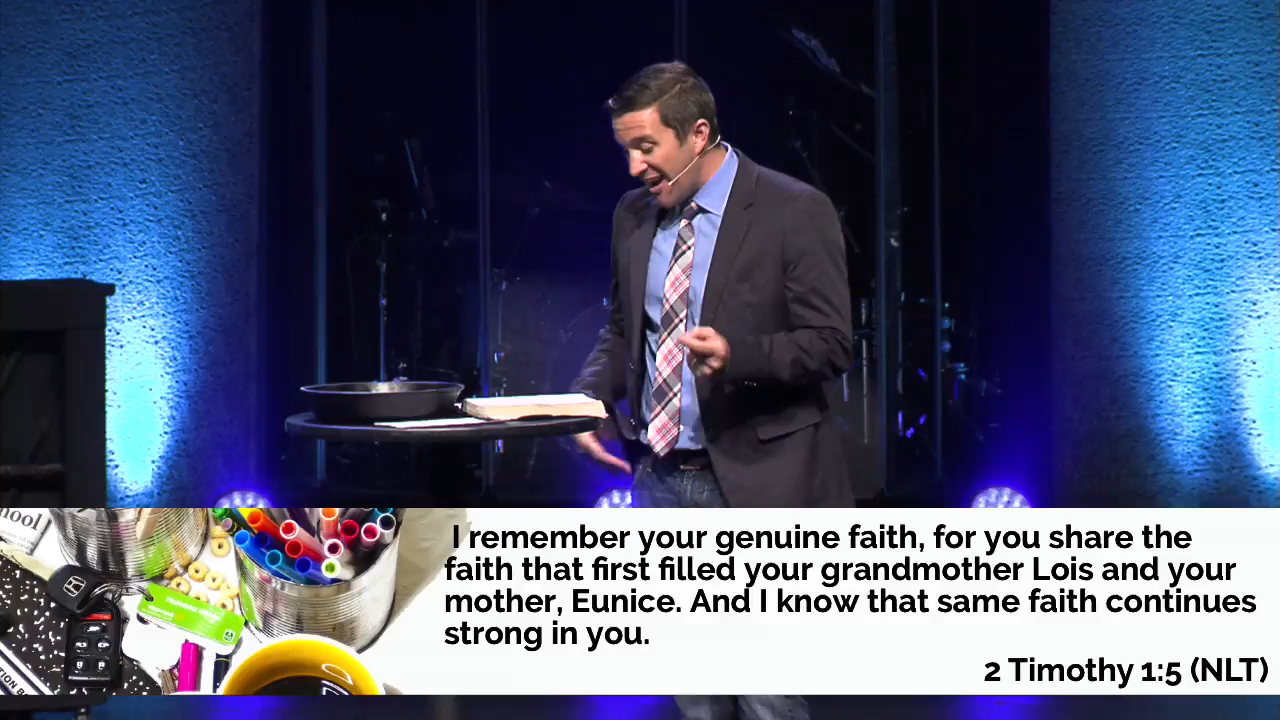 I remember your genuine faith, for you share the
faith that first filled your grandmother Lois and your
mother, Eunice. And I know that same faith continues
strong in you.
2 Timothy 1:5 (NLT)